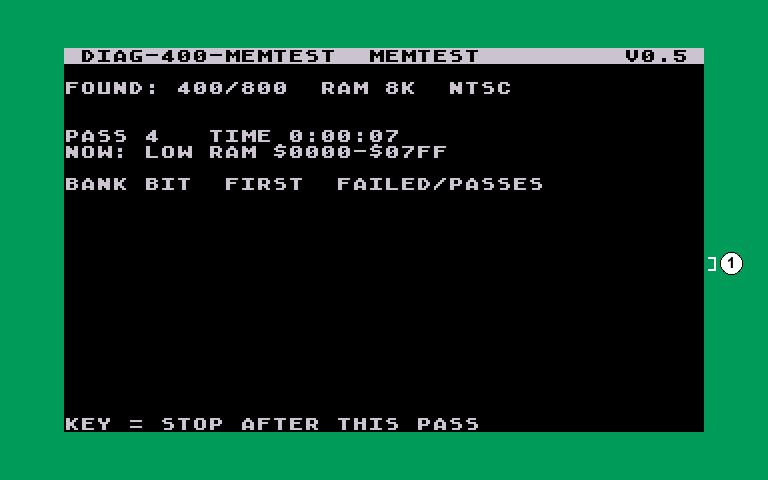 DIAG-400-MEMTEST  MEMTEST  V0.5
FOUND: 400/800  RAM 8K  NTSC
PASS 4  TIME 0:00:07
NOW: LOW RAM $0000-$07FF
BANK BIT  FIRST  FAILED/PASSES
1
KEY = STOP AFTER THIS PASS